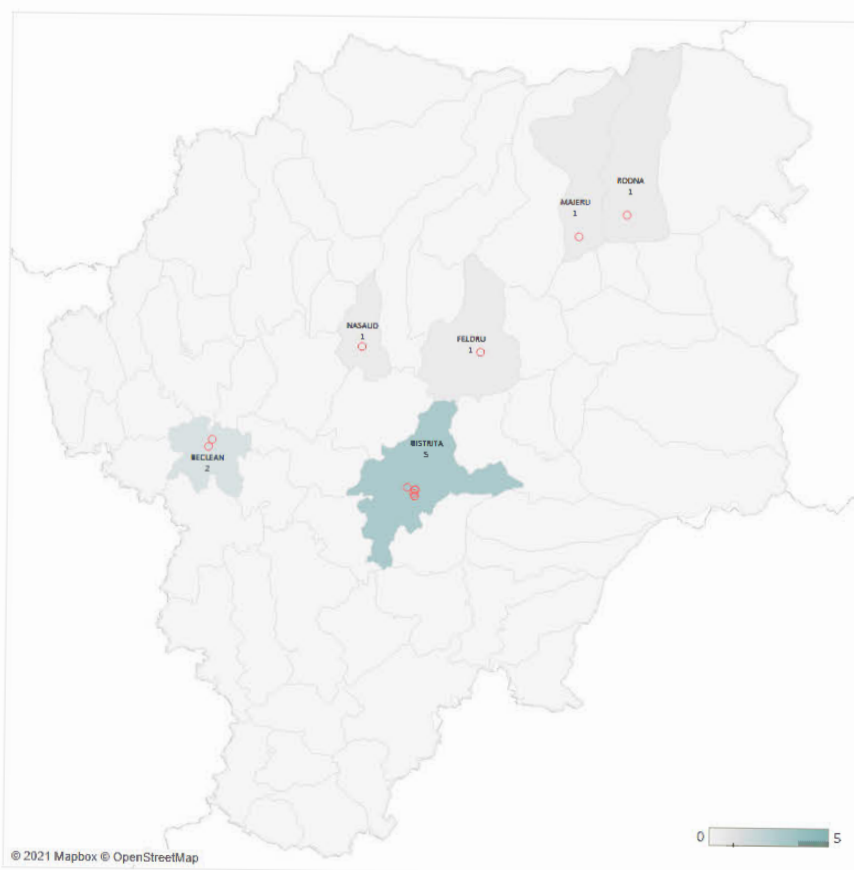 RODNA
1
MAIERU
1
NASAUD
1
FELDRU
1
BISTRITA
5
BECLEAN
2
0
5
© 2021 Mapbox © OpenStreetMap